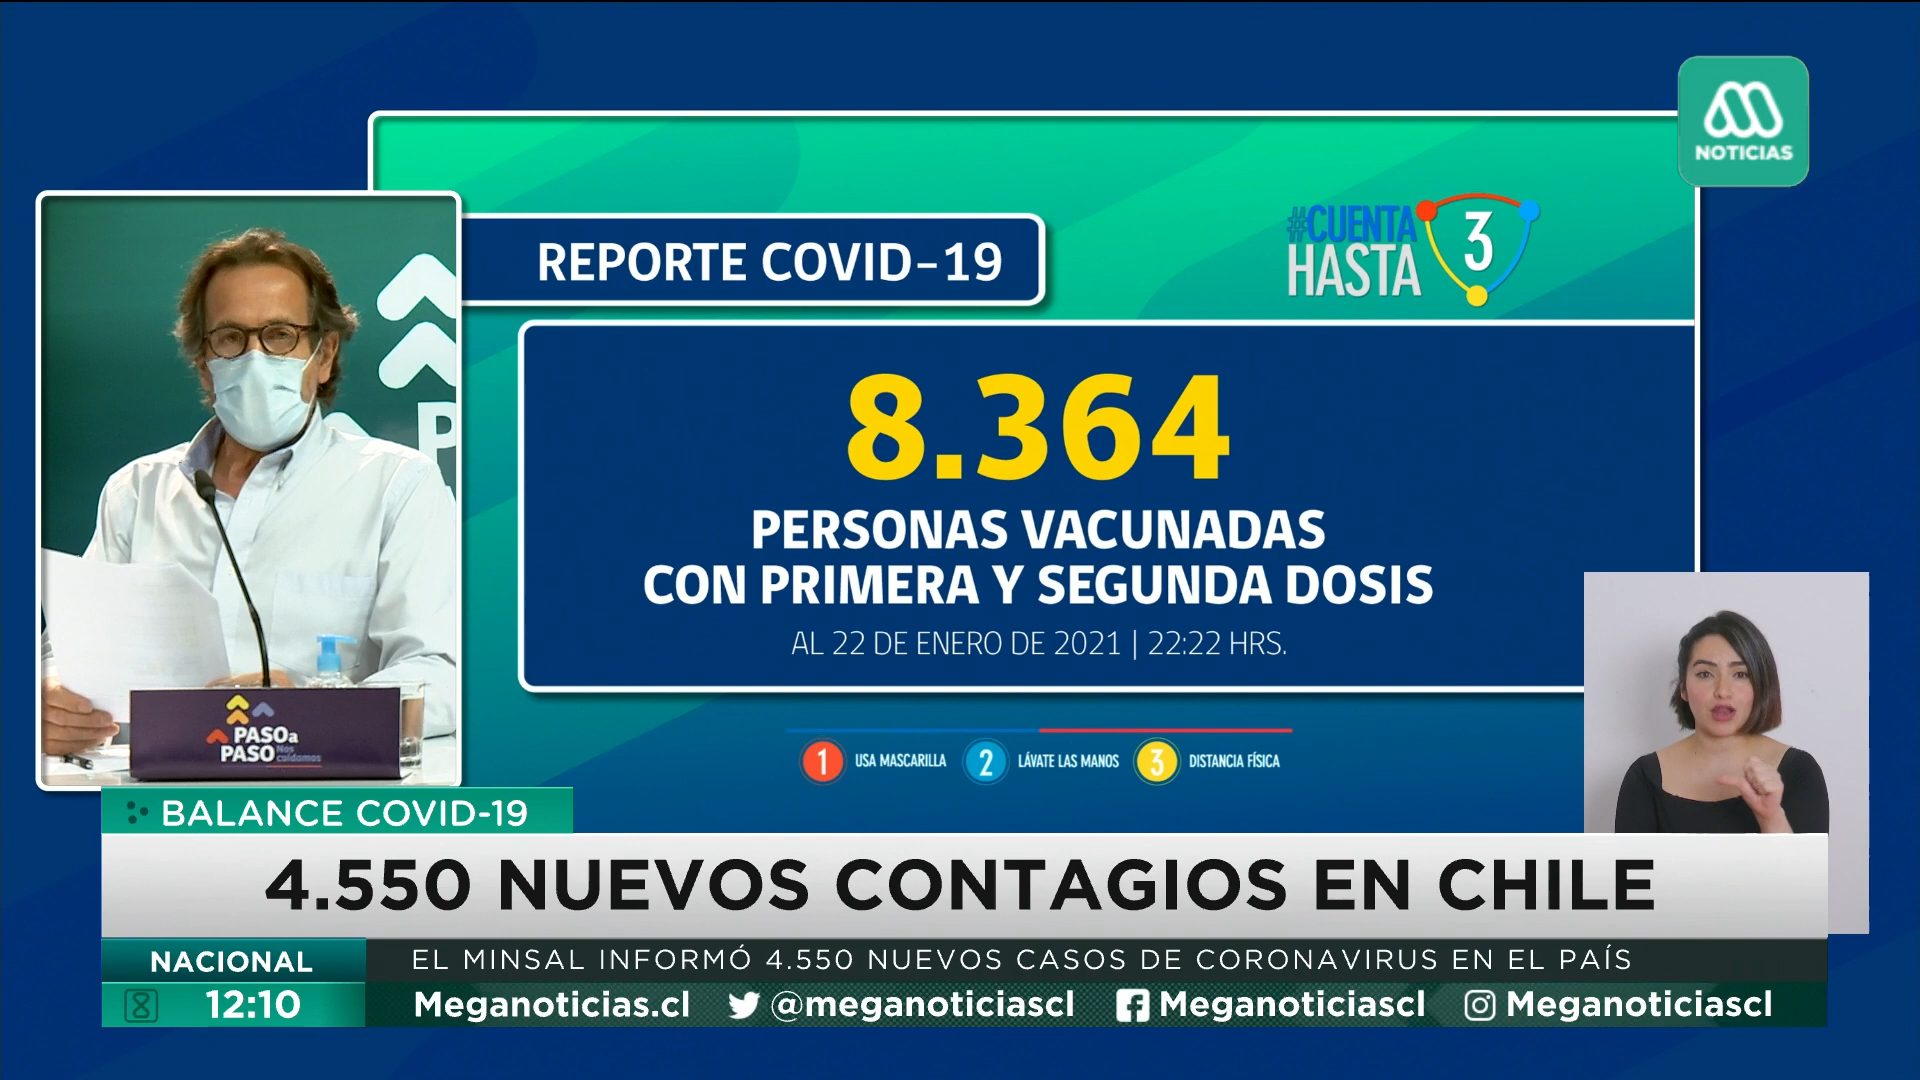 NOTICIAS
#CUENTA
HASTA 3
REPORTE COVID-19
8.364
PERSONAS VACUNADAS
CON PRIMERA Y SEGUNDA DOSIS
AL 22 DE ENERO DE 2021 | 22:22 HRS.
1 USA MASCARILLA 2 LÁVATE LAS MANOS 3 DISTANCIA FÍSICA
P
PASO a
PASO Nos
cuidamos
BALANCE COVID-19
4.550 NUEVOS CONTAGIOS EN CHILE
NACIONAL
EL MINSAL INFORMÓ 4.550 NUEVOS CASOS DE CORONAVIRUS EN EL PAÍS
12:10
Meganoticias.cl @meganoticiascl Meganoticiascl Meganoticiascl